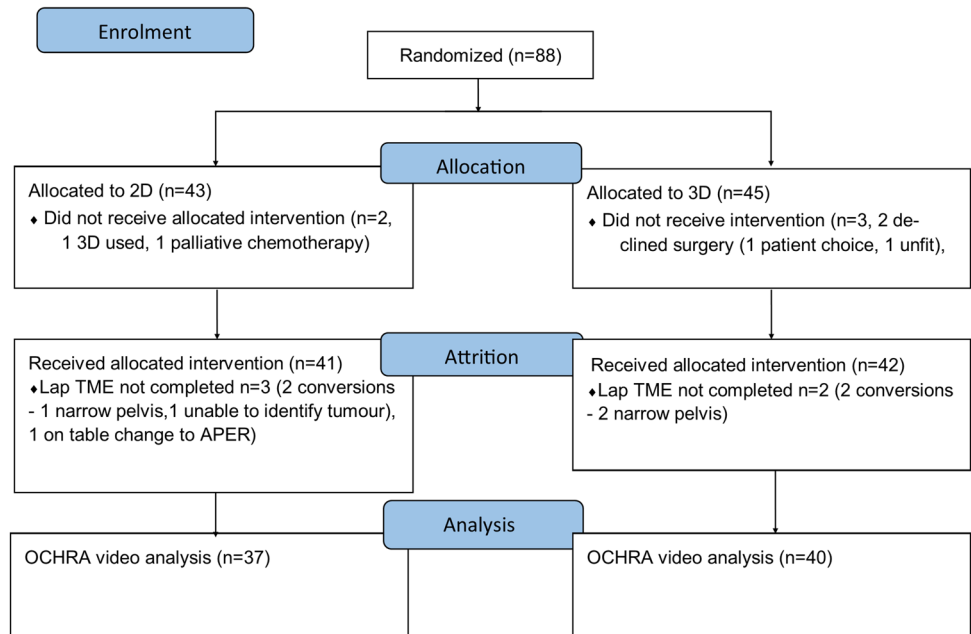 Enrolment
Randomized (n=88)
Allocation
Allocated to 2D (n=43)
⬧ Did not receive allocated intervention (n=2,
1 3D used, 1 palliative chemotherapy)
Allocated to 3D (n=45)
⬧ Did not receive intervention (n=3, 2 de-
clined surgery (1 patient choice, 1 unfit),
Attrition
Received allocated intervention (n=41)
⬧Lap TME not completed n=3 (2 conversions
- 1 narrow pelvis,1 unable to identify tumour),
1 on table change to APER)
Received allocated intervention (n=42)
⬧Lap TME not completed n=2 (2 conversions
- 2 narrow pelvis)
Analysis
OCHRA video analysis (n=37)
OCHRA video analysis (n=40)